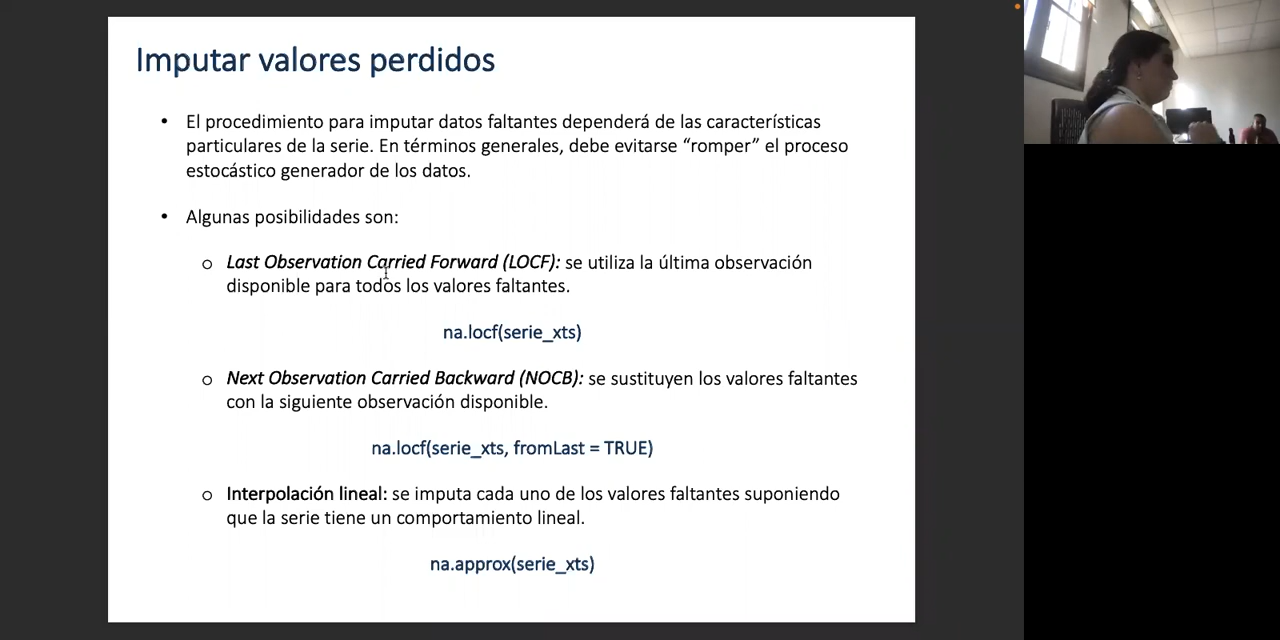 Imputar valores perdidos
• El procedimiento para imputar datos faltantes dependerá de las características
particulares de la serie. En términos generales, debe evitarse “romper” el proceso
estocástico generador de los datos.
• Algunas posibilidades son:
o Last Observation Carried Forward (LOCF): se utiliza la última observación
disponible para todos los valores faltantes.
na.locf(serie_xts)
o Next Observation Carried Backward (NOCB): se sustituyen los valores faltantes
con la siguiente observación disponible.
na.locf(serie_xts, fromLast = TRUE)
o Interpolación lineal: se imputa cada uno de los valores faltantes suponiendo
que la serie tiene un comportamiento lineal.
na.approx(serie_xts)